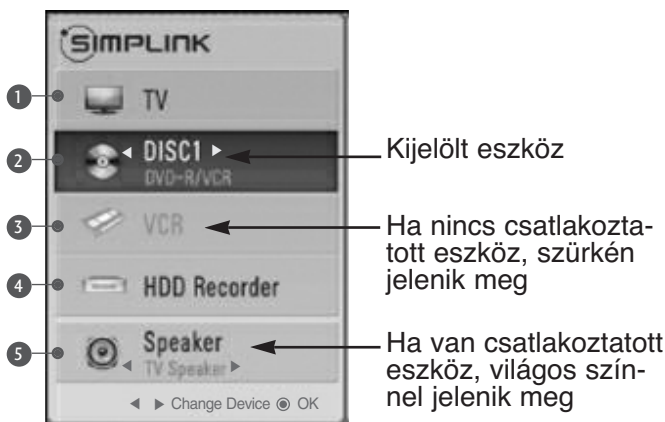 SIMPLINK
1 TV
2 DISC1
DVD-R/VCR
Kijelölt eszköz
3 VCR
Ha nincs csatlakozta-
tott eszköz, szürkén
jelenik meg
4 HDD Recorder
5 Speaker
TV Speaker
Ha van csatlakoztatott
eszköz, világos szín-
nel jelenik meg
◄ ► Change Device ◉ OK